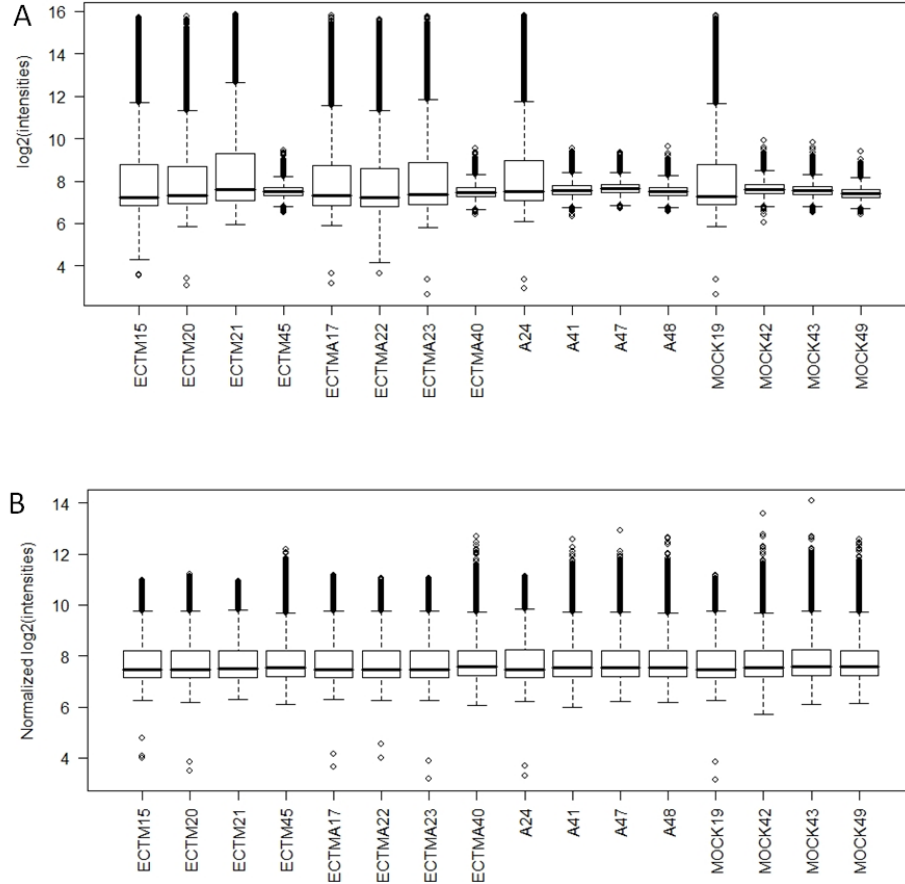 A
log2(intensities)
16
14
12
10
8
6
4
ECTM15
ECTM20
ECTM21
ECTM45
ECTMA17
ECTMA22
ECTMA23
ECTMA40
A24
A41
A47
A48
MOCK19
MOCK42
MOCK43
MOCK49
B
Normalized log2(intensities)
14
12
10
8
6
4
ECTM15
ECTM20
ECTM21
ECTM45
ECTMA17
ECTMA22
ECTMA23
ECTMA40
A24
A41
A47
A48
MOCK19
MOCK42
MOCK43
MOCK49